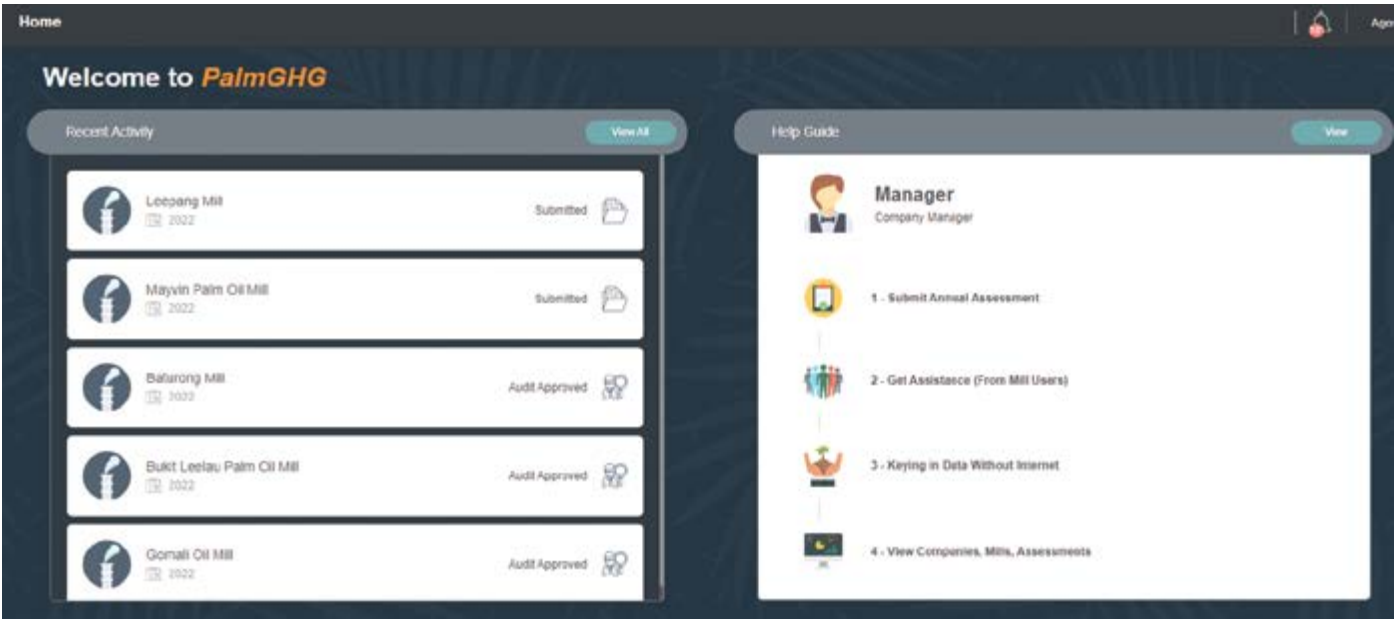 Home
Welcome to PalmGHG
Recent Activity
View All
Leepang Mill
2022
Submitted
Mayvin Palm Oil Mill
2022
Submitted
Baturong Mill
2022
Audit Approved
Bukit Leelau Palm Oil Mill
2022
Audit Approved
Gomali Oil Mill
2022
Audit Approved
Help Guide
View
Manager
Company Manager
1 - Submit Annual Assessment
2 - Get Assistance (From Mill Users)
3 - Keying in Data Without Internet
4 - View Companies, Mills, Assessments